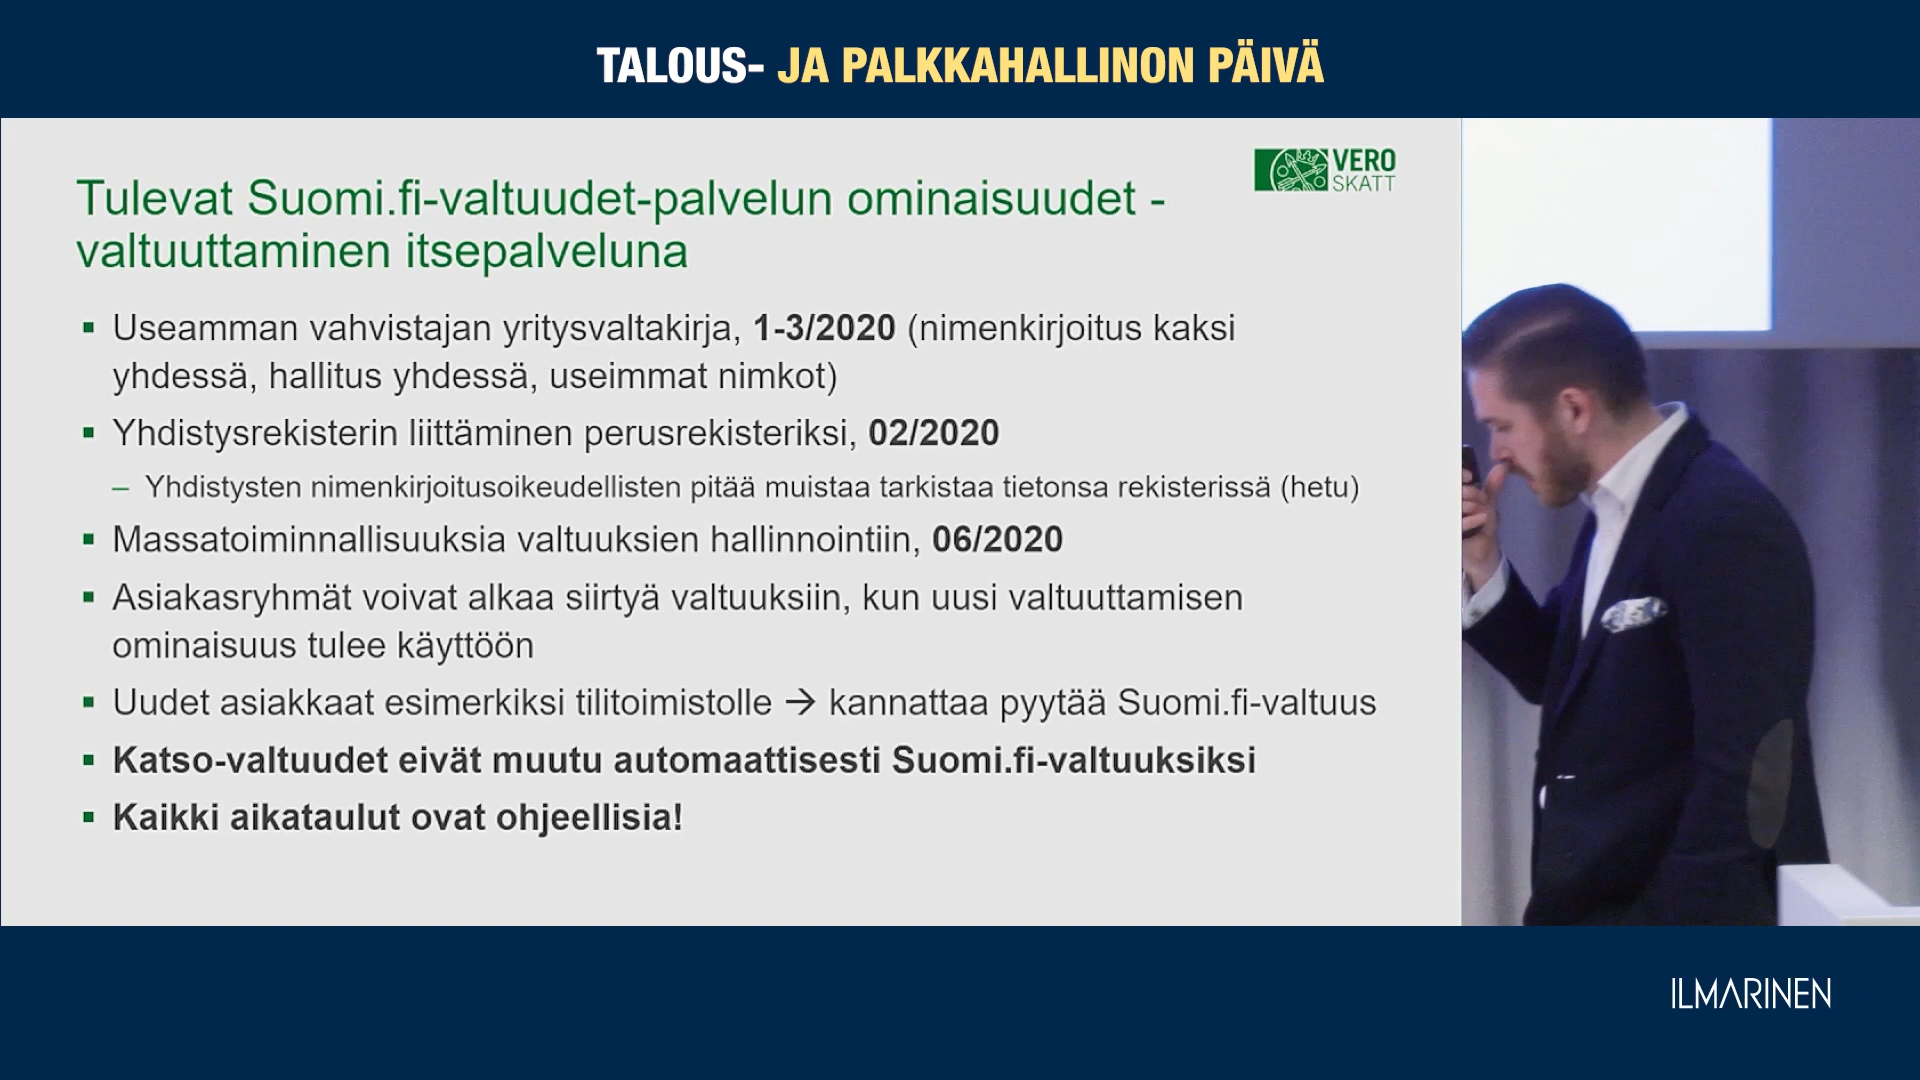 TALOUS- JA PALKKAHALLINON PÄIVÄ
VERO
SKATT
Tulevat Suomi.fi-valtuudet-palvelun ominaisuudet -
valtuuttaminen itsepalveluna
▪ Useamman vahvistajan yritysvaltakirja, 1-3/2020 (nimenkirjoitus kaksi
yhdessä, hallitus yhdessä, useimmat nimkot)
▪ Yhdistysrekisterin liittäminen perusrekisteriksi, 02/2020
– Yhdistysten nimenkirjoitusoikeudellisten pitää muistaa tarkistaa tietonsa rekisterissä (hetu)
▪ Massatoiminnallisuuksia valtuuksien hallinnointiin, 06/2020
▪ Asiakasryhmät voivat alkaa siirtyä valtuuksiin, kun uusi valtuuttamisen
ominaisuus tulee käyttöön
▪ Uudet asiakkaat esimerkiksi tilitoimistolle → kannattaa pyytää Suomi.fi-valtuus
▪ Katso-valtuudet eivät muutu automaattisesti Suomi.fi-valtuuksiksi
▪ Kaikki aikataulut ovat ohjeellisia!
ILMARINEN